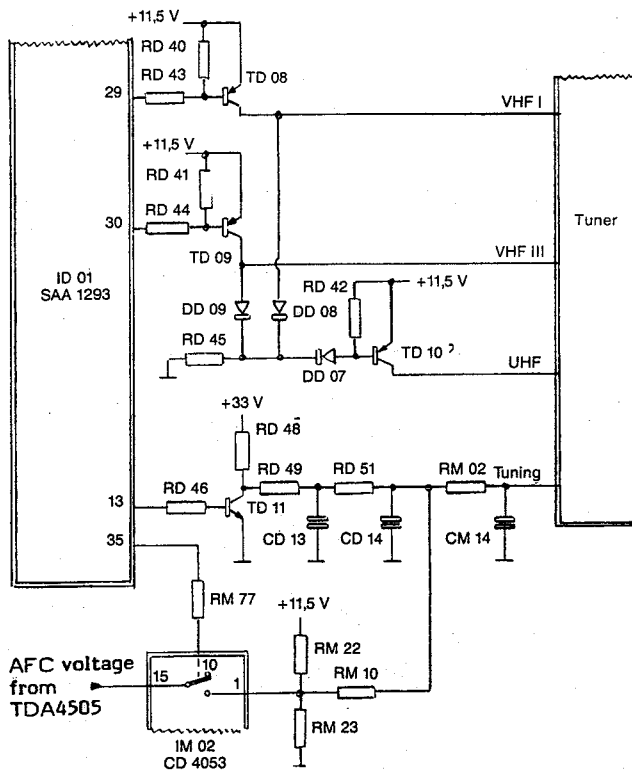 +11,5 V
RD 40
RD 43
TD 08
29
VHF I
+11,5 V
RD 41
30
RD 44
Tuner
TD 09
VHF III
ID 01
SAA 1293
RD 42
+11,5 V
DD 09
DD 08
RD 45
TD 10
DD 07
UHF
+33 V
RD 48
RD 49
RD 51
RM 02
Tuning
13
RD 46
TD 11
35
CD 13
CD 14
CM 14
RM 77
+11,5 V
AFC voltage
from
TDA4505
15
10
1
RM 22
RM 10
RM 23
IM 02
CD 4053